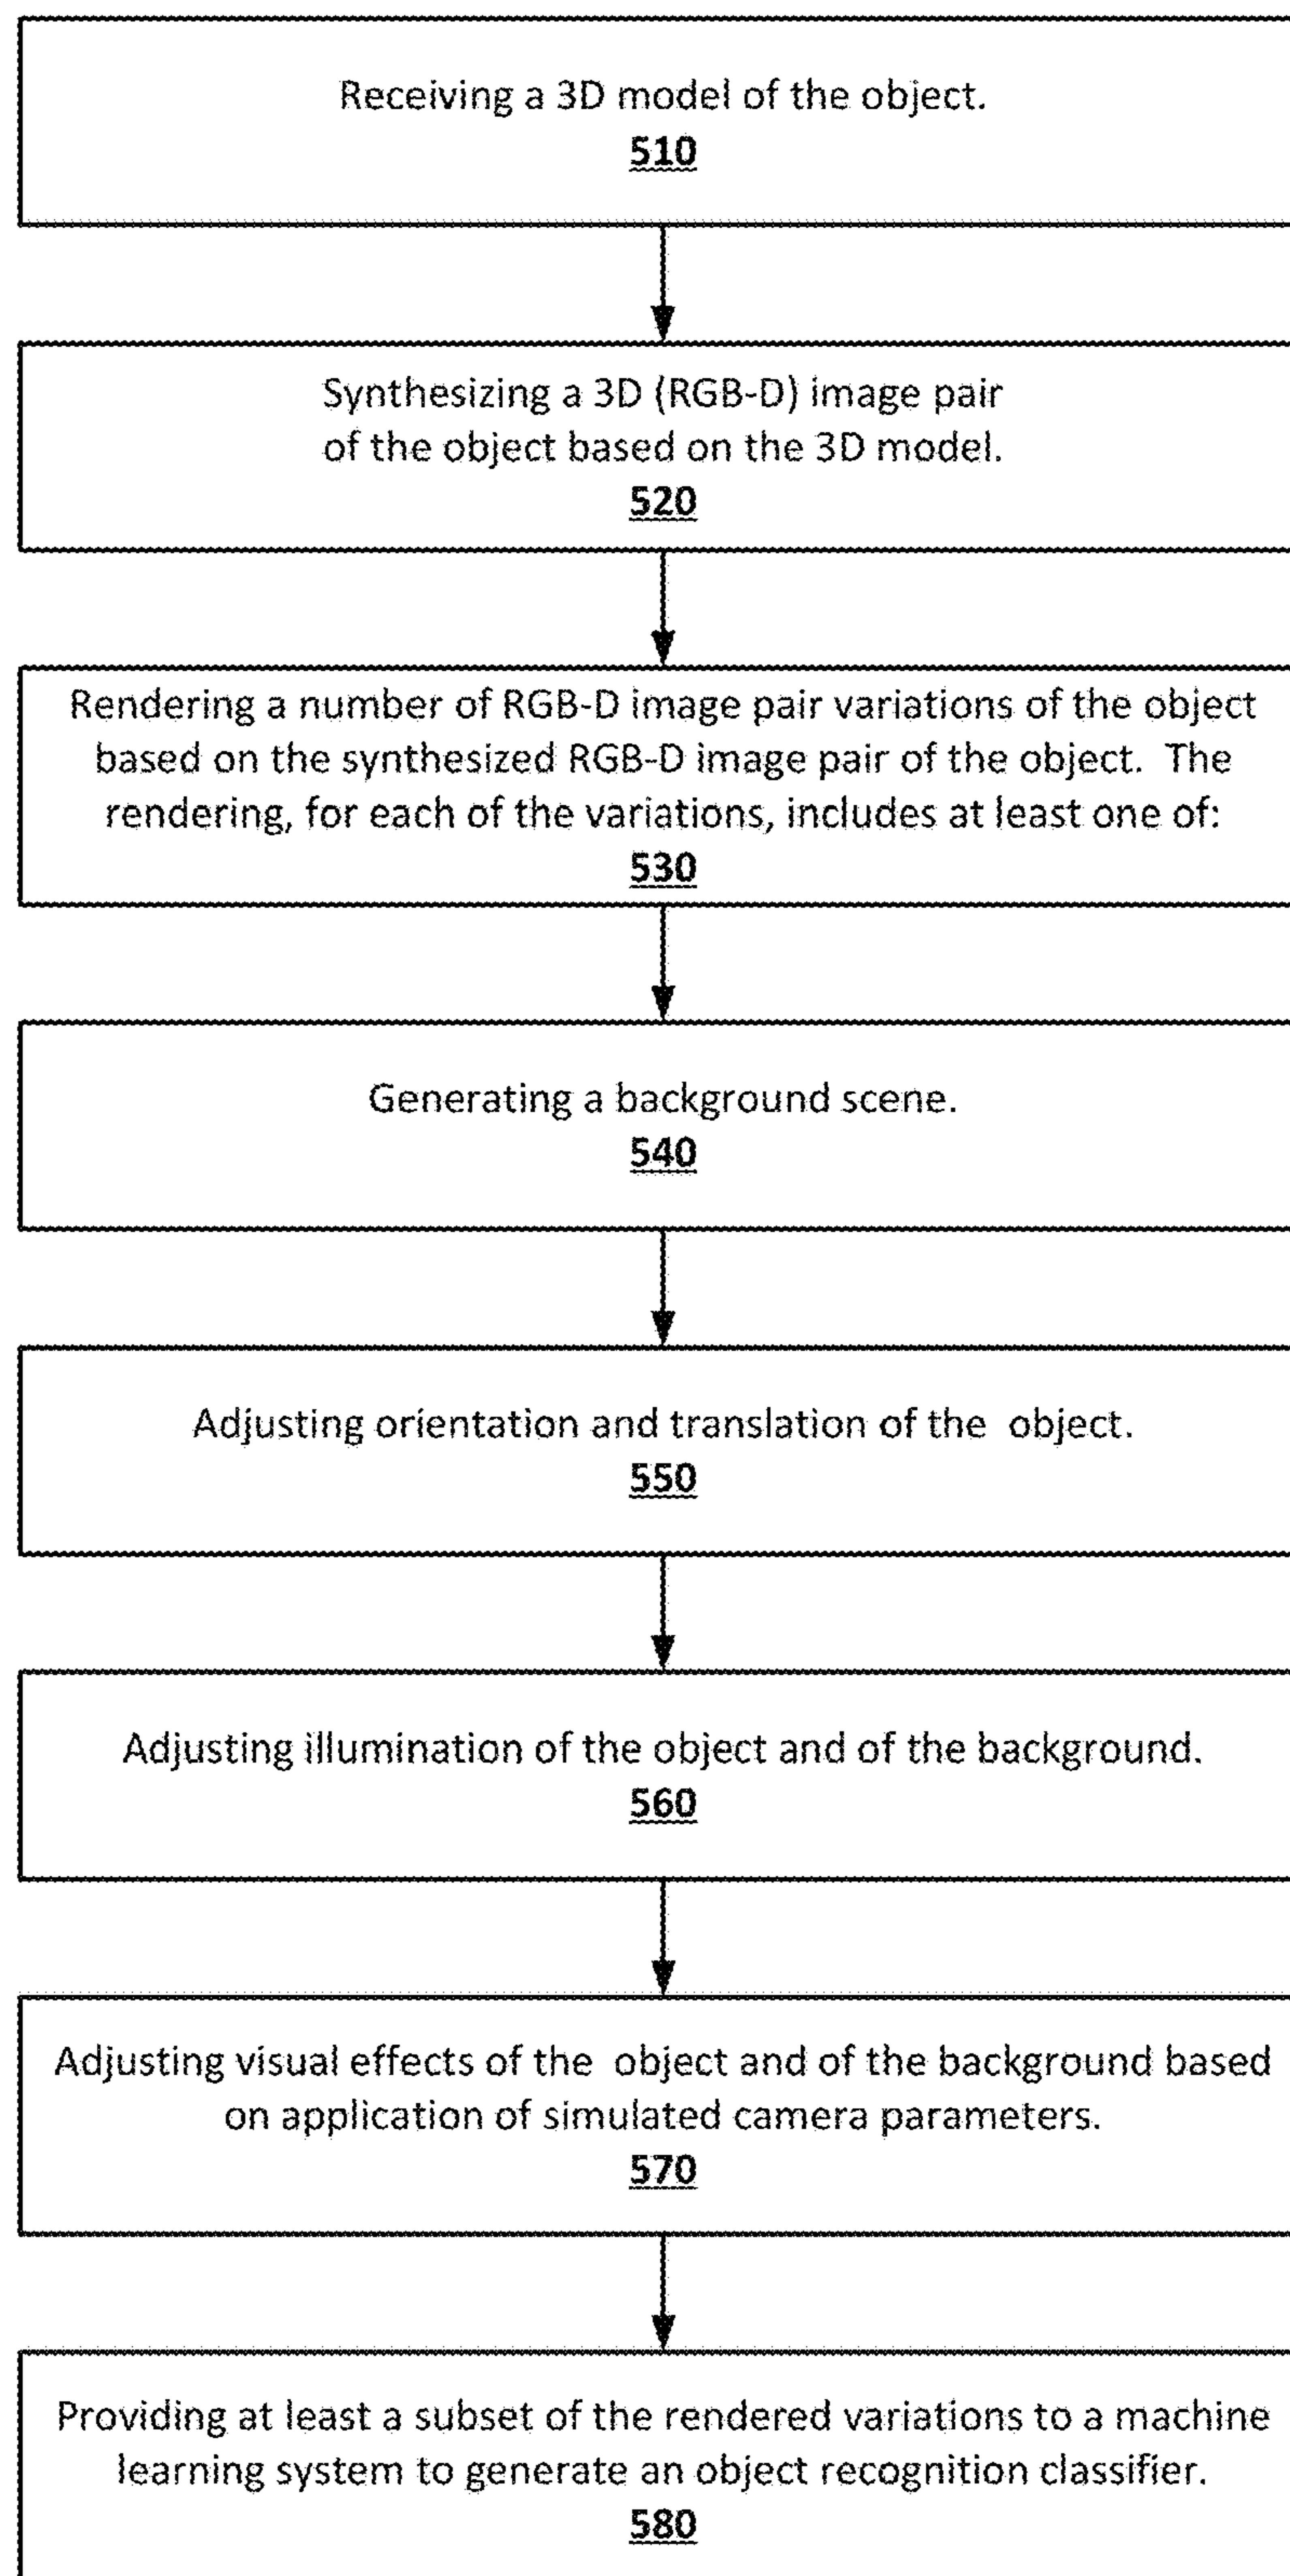 Receiving a 3D model of the object.
510
Synthesizing a 3D (RGB-D) image pair
of the object based on the 3D model.
520
Rendering a number of RGB-D image pair variations of the object
based on the synthesized RGB-D image pair of the object.  The
rendering, for each of the variations, includes at least one of:
530
Generating a background scene.
540
Adjusting orientation and translation of the  object.
550
Adjusting illumination of the object and of the background.
560
Adjusting visual effects of the  object and of the background based
on application of simulated camera parameters.
570
Providing at least a subset of the rendered variations to a machine
learning system to generate an object recognition classifier.
580